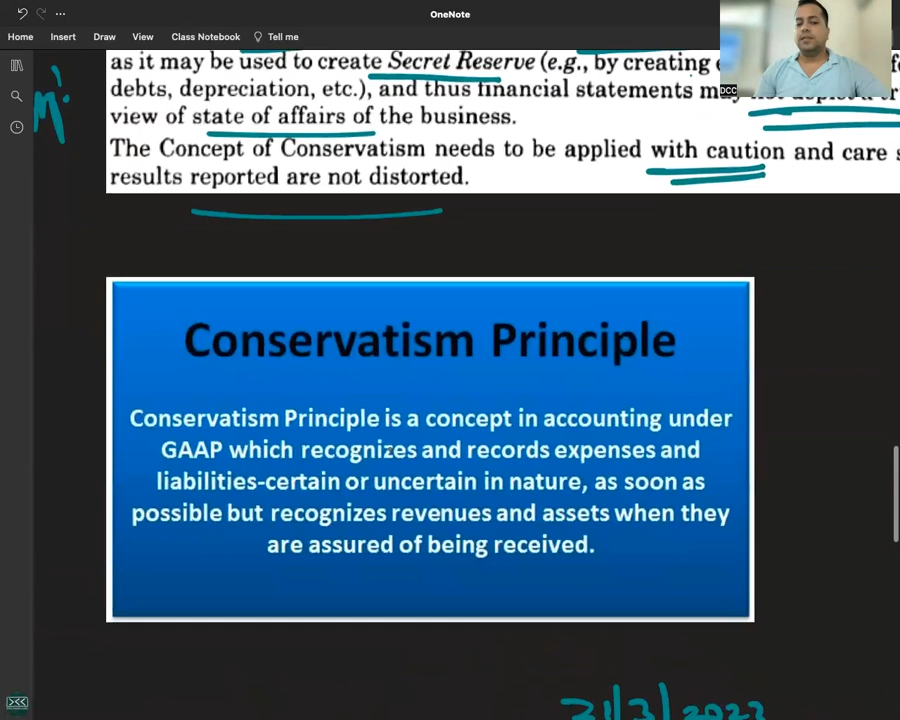 OneNote
Home Insert Draw View Class Notebook Tell me
as it may be used to create Secret Reserve (e.g., by creating
debts, depreciation, etc.), and thus financial statements
view of state of affairs of the business.
The Concept of Conservatism needs to be applied with caution and care
results reported are not distorted.
DCC
Conservatism Principle
Conservatism Principle is a concept in accounting under
GAAP which recognizes and records expenses and
liabilities-certain or uncertain in nature, as soon as
possible but recognizes revenues and assets when they
are assured of being received.
31/3/2023